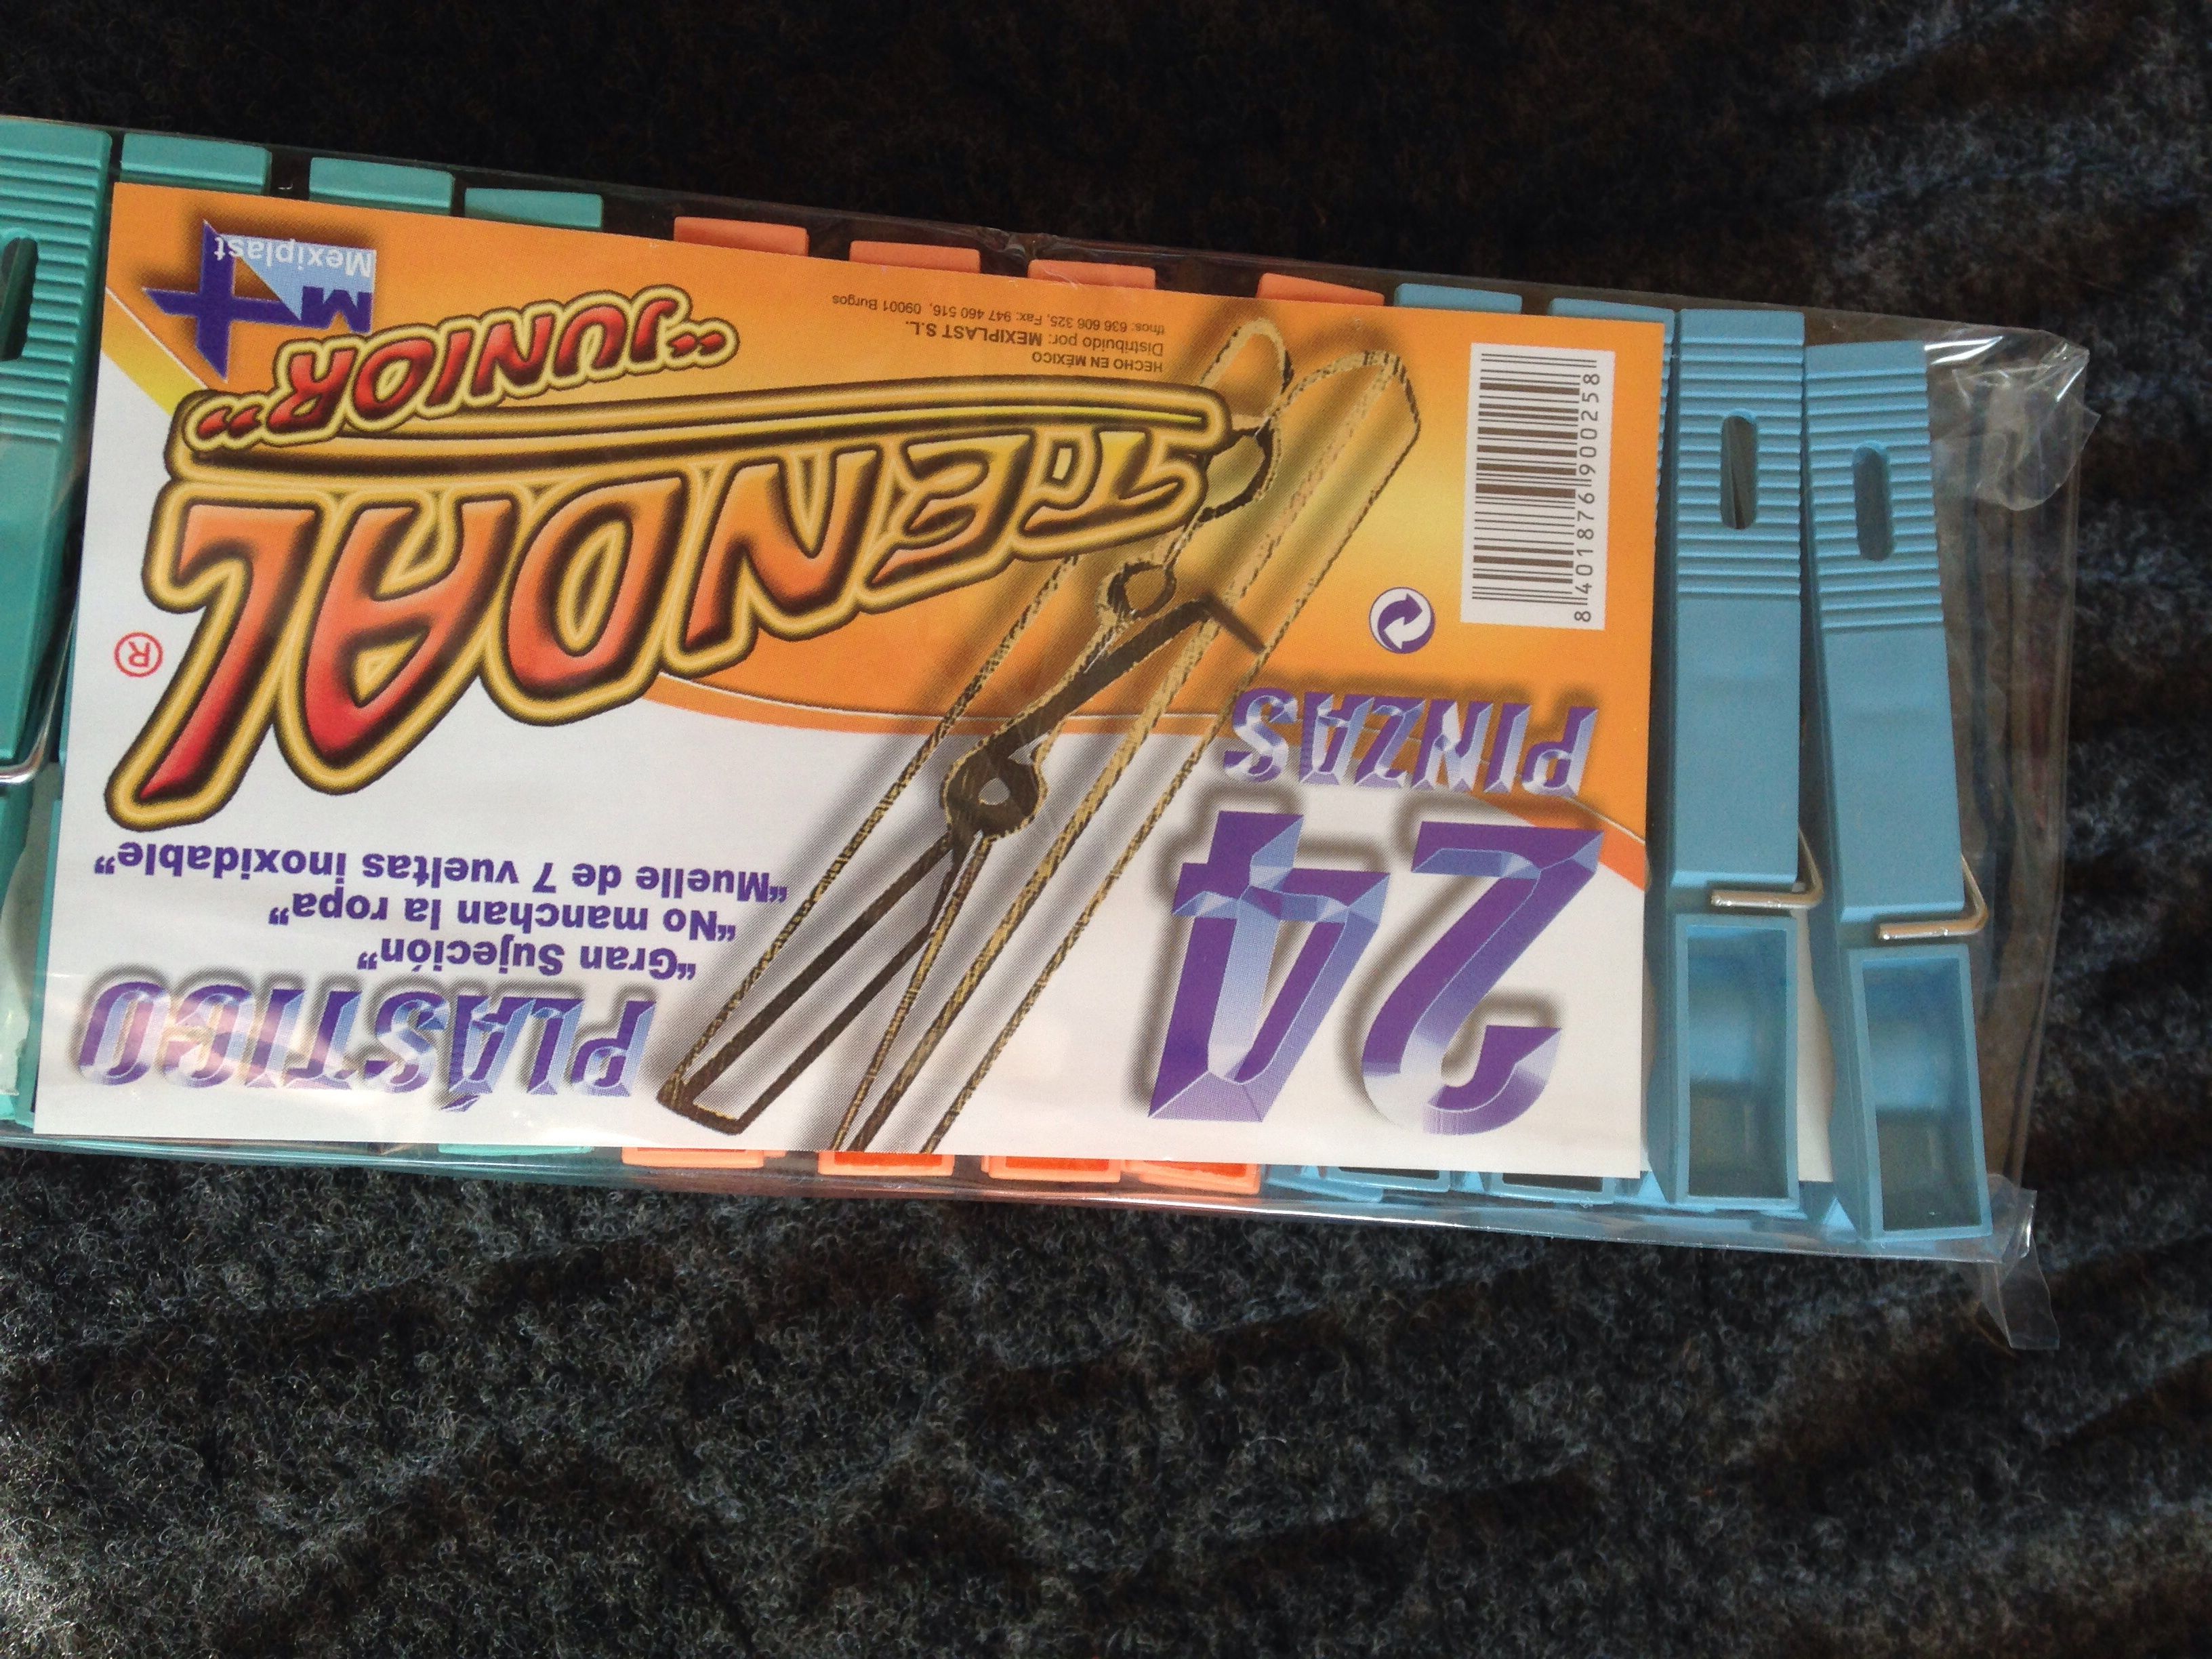 24
PINZAS
PLÁSTICO
“Gran Sujeción”
“No manchan la ropa”
“Muelle de 7 vueltas inoxidable”
TENDAL ®
“JUNIOR”
HECHO EN MÉXICO
Distribuido por: MEXIPLAST S.L.
tfnos: 636 606 325, Fax: 947 460 516, 09001 Burgos
M+
Mexiplast
8 401876 900258